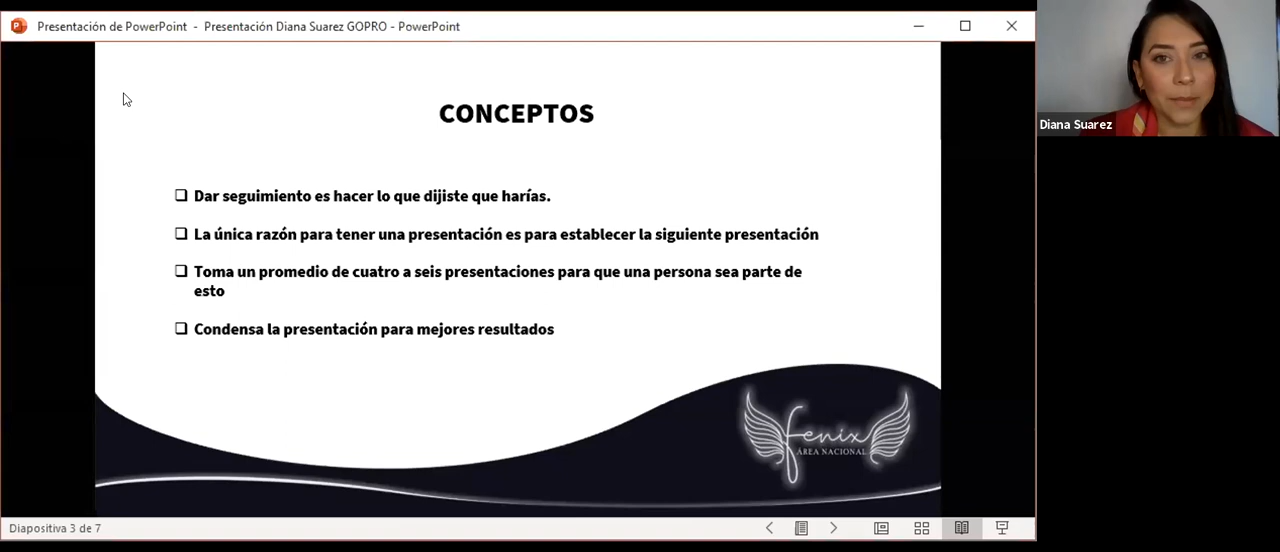 Presentación de PowerPoint - Presentación Diana Suarez GOPRO - PowerPoint
Diana Suarez
CONCEPTOS
Dar seguimiento es hacer lo que dijiste que harías.
La única razón para tener una presentación es para establecer la siguiente presentación
Toma un promedio de cuatro a seis presentaciones para que una persona sea parte de
esto
Condensa la presentación para mejores resultados
fenix
ÁREA NACIONAL
Diapositiva 3 de 7